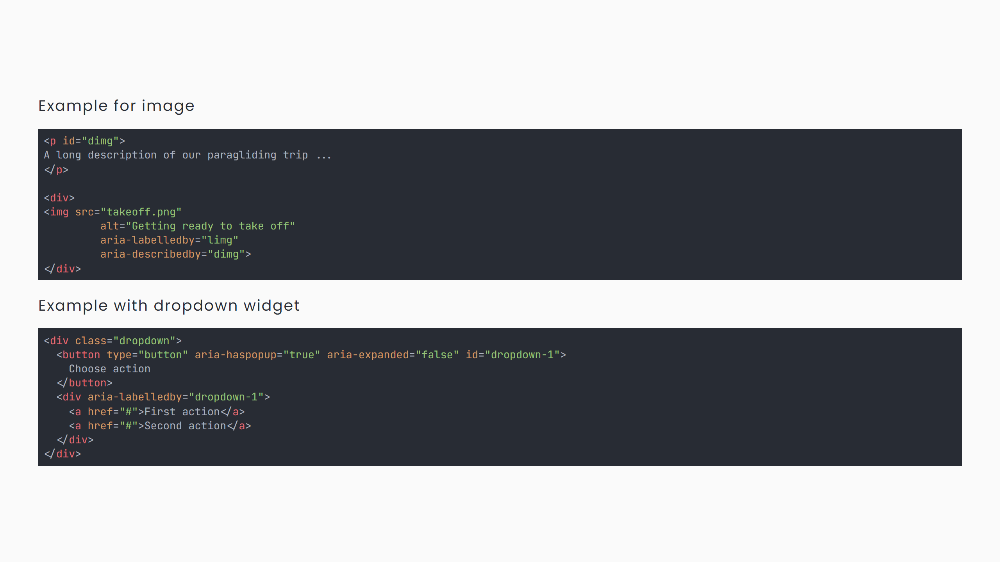 Example for image
<p id="dimg">
A long description of our paragliding trip ...
</p>
<div>
<img src="takeoff.png"
alt="Getting ready to take off"
aria-labelledby="limg"
aria-describedby="dimg">
</div>
Example with dropdown widget
<div class="dropdown">
<button type="button" aria-haspopup="true" aria-expanded="false" id="dropdown-1">
Choose action
</button>
<div aria-labelledby="dropdown-1">
<a href="#">First action</a>
<a href="#">Second action</a>
</div>
</div>